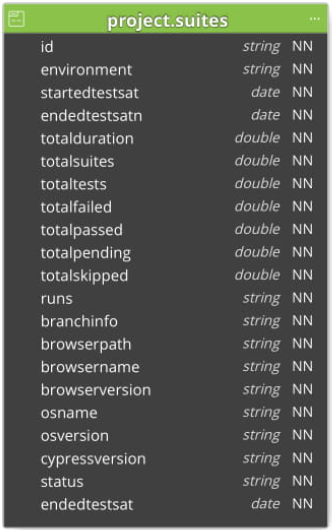 project.suites ...
id string NN
environment string NN
startedtestsat date NN
endedtestsatn date NN
totalduration double NN
totalsuites double NN
totaltests double NN
totalfailed double NN
totalpassed double NN
totalpending double NN
totalskipped double NN
runs string NN
branchinfo string NN
browserpath string NN
browsername string NN
browserversion string NN
osname string NN
osversion string NN
cypressversion string NN
status string NN
endedtestsat date NN